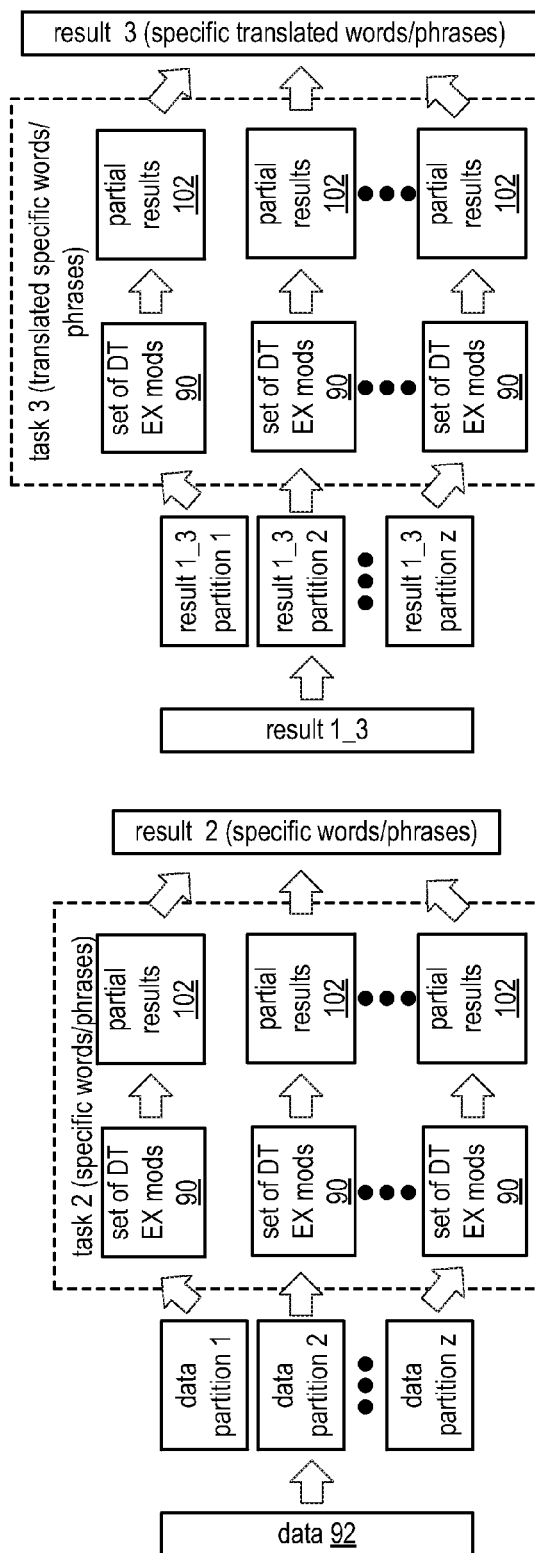 task 2 (specific words/phrases)
data 92
data
partition 1
data
partition 2
data
partition z
set of DT
EX mods
90
set of DT
EX mods
90
set of DT
EX mods
90
partial
results
102
partial
results
102
partial
results
102
result 2 (specific words/phrases)
task 3 (translated specific words/
phrases)
result 1_3
result 1_3
partition 1
result 1_3
partition 2
result 1_3
partition z
set of DT
EX mods
90
set of DT
EX mods
90
set of DT
EX mods
90
partial
results
102
partial
results
102
partial
results
102
result 3 (specific translated words/phrases)